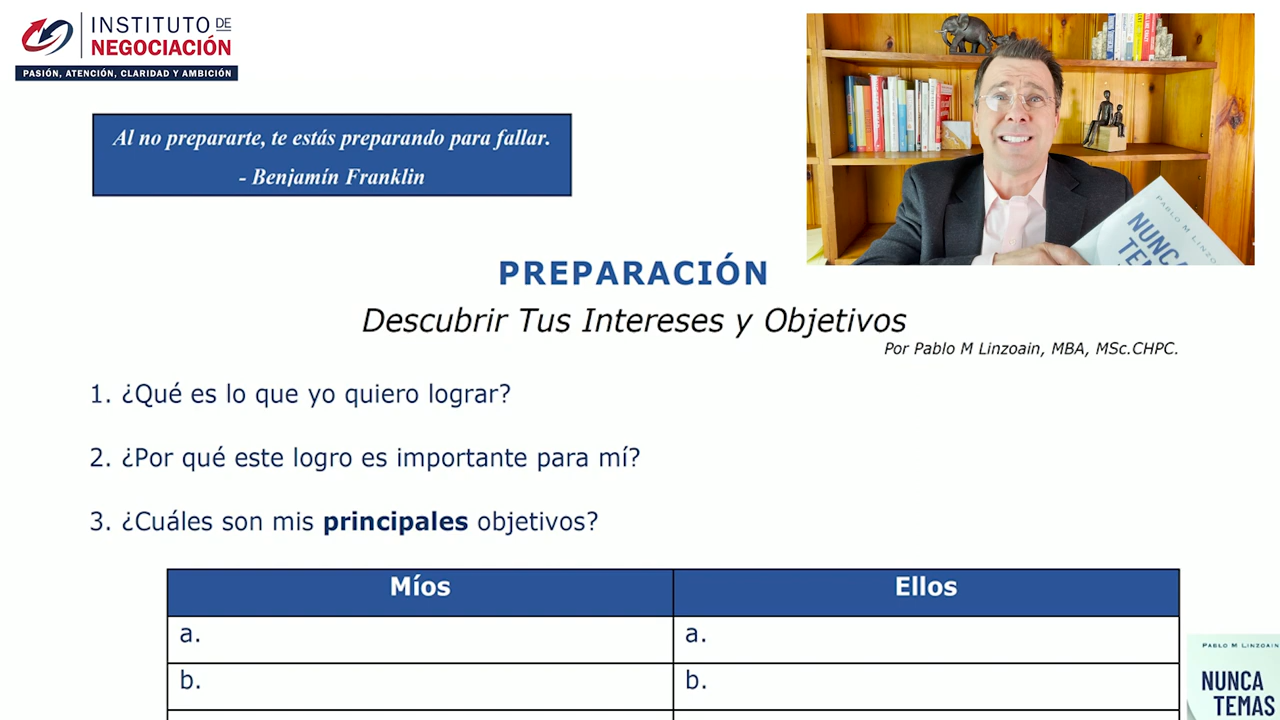 INSTITUTO DE
NEGOCIACIÓN
PASIÓN, ATENCIÓN, CLARIDAD Y AMBICIÓN
Al no prepararte, te estás preparando para fallar.
- Benjamín Franklin
PABLO M LINZO
NUNCA
PREPARACIÓN
Descubrir Tus Intereses y Objetivos
Por Pablo M Linzoain, MBA, MSc.CHPC.
1. ¿Qué es lo que yo quiero lograr?
2. ¿Por qué este logro es importante para mí?
3. ¿Cuáles son mis principales objetivos?
Míos Ellos
a. a.
b. b.
PABLO M LINZOAIN
NUNCA
TEMAS